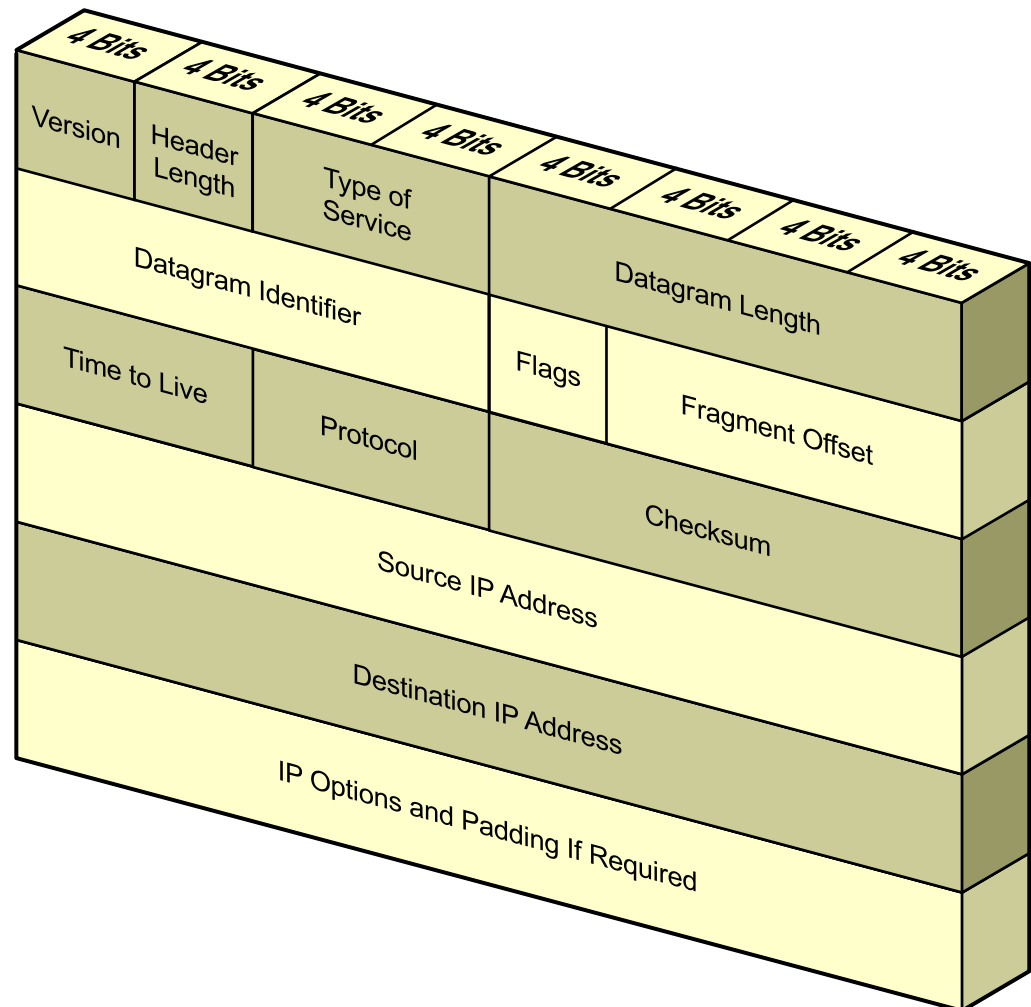 4 Bits
4 Bits
4 Bits
4 Bits
4 Bits
4 Bits
4 Bits
4 Bits
Version
Header
Length
Type of
Service
Datagram Length
Datagram Identifier
Flags
Fragment Offset
Time to Live
Protocol
Checksum
Source IP Address
Destination IP Address
IP Options and Padding If Required